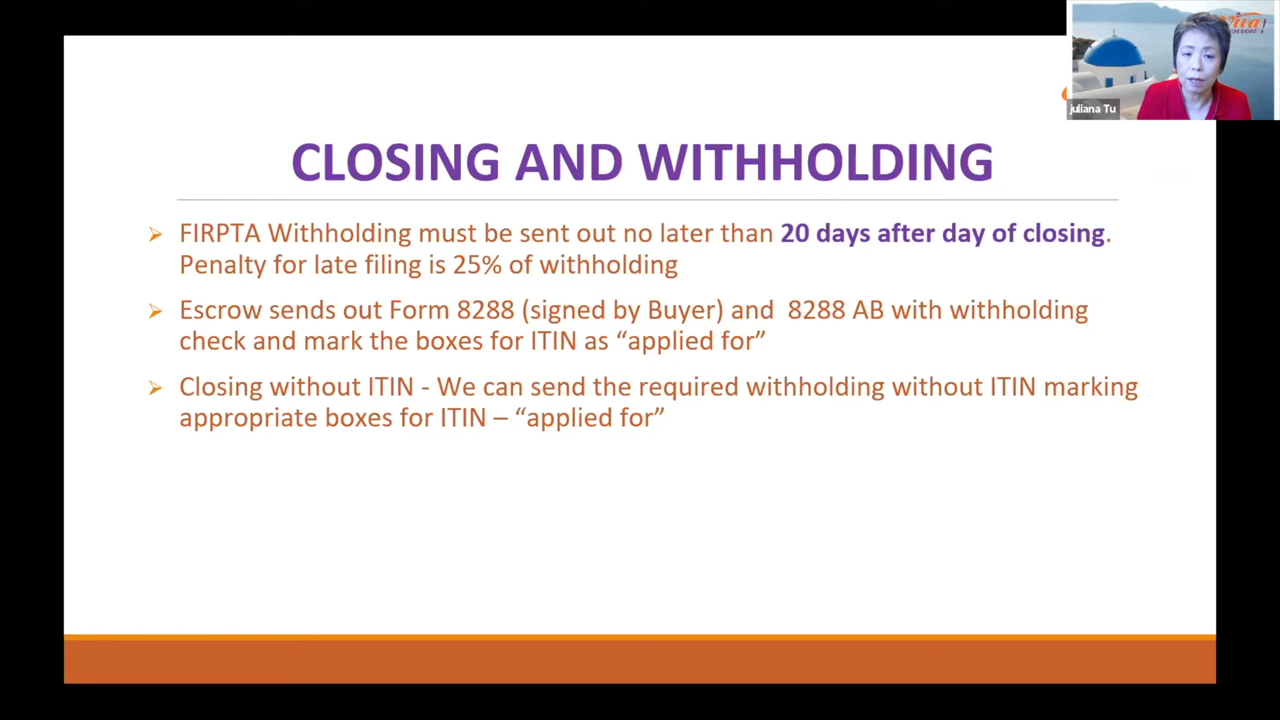 Viva
escrow!
juliana Tu
CLOSING AND WITHHOLDING
FIRPTA Withholding must be sent out no later than 20 days after day of closing.
Penalty for late filing is 25% of withholding
Escrow sends out Form 8288 (signed by Buyer) and 8288 AB with withholding
check and mark the boxes for ITIN as “applied for”
Closing without ITIN - We can send the required withholding without ITIN marking
appropriate boxes for ITIN – “applied for”